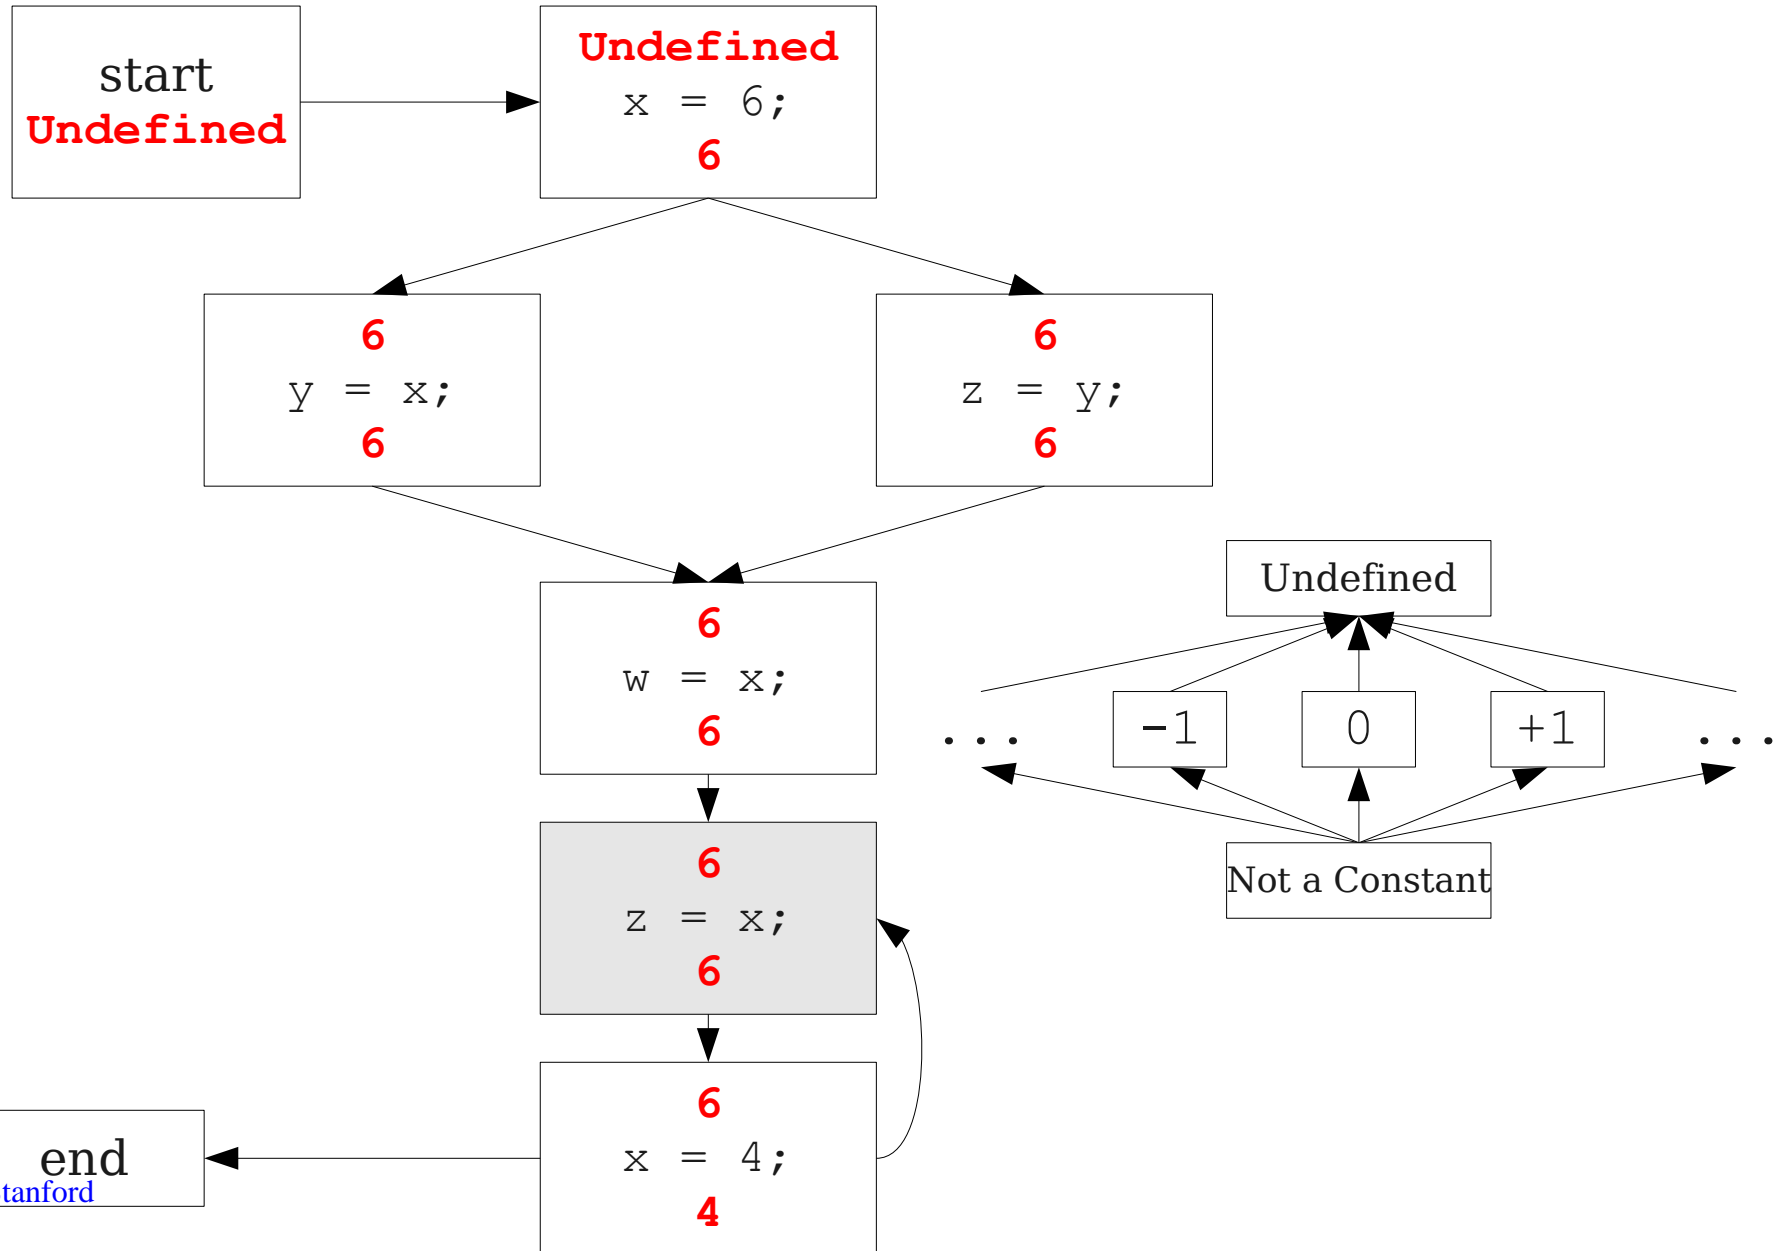 start
Undefined
Undefined
x = 6;
6
6
y = x;
6
6
z = y;
6
6
w = x;
6
Undefined
-1
0
+1
...
...
Not a Constant
6
z = x;
6
6
x = 4;
4
end